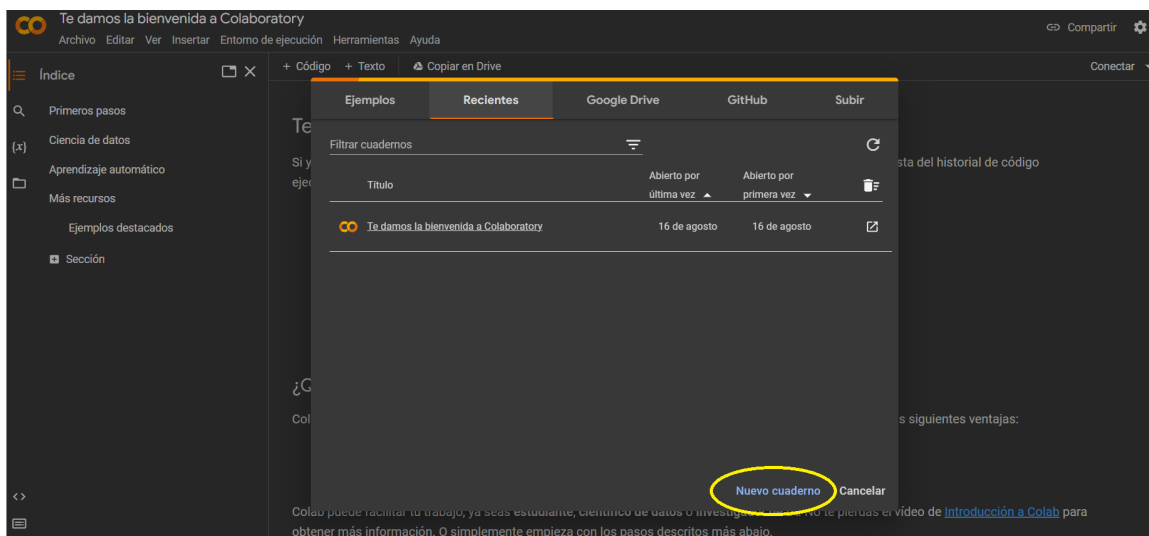 Te damos la bienvenida a Colaboratory
Archivo Editar Ver Insertar Entorno de ejecución Herramientas Ayuda
Compartir
Índice
+ Código + Texto Copiar en Drive
Conectar
Primeros pasos
Ciencia de datos
Aprendizaje automático
Más recursos
Ejemplos destacados
Sección
{x}
<>
Ejemplos Recientes Google Drive GitHub Subir
Filtrar cuadernos
Título
Abierto por última vez
Abierto por primera vez
Te damos la bienvenida a Colaboratory 16 de agosto 16 de agosto
Nuevo cuaderno Cancelar
Te
Si y
sta del historial de código
ejec
¿Q
Col
s siguientes ventajas:
Colab puede facilitar tu trabajo, ya seas estudiante, científico de datos o investigador No te pierdas el vídeo de Introducción a Colab para
obtener más información. O simplemente empieza con los pasos descritos más abajo.